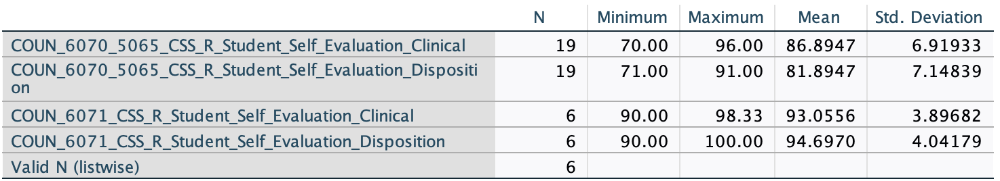 N Minimum Maximum Mean Std. Deviation
COUN_6070_5065_CSS_R_Student_Self_Evaluation_Clinical 19 70.00 96.00 86.8947 6.91933
COUN_6070_5065_CSS_R_Student_Self_Evaluation_Dispositi 19 71.00 91.00 81.8947 7.14839
on
COUN_6071_CSS_R_Student_Self_Evaluation_Clinical 6 90.00 98.33 93.0556 3.89682
COUN_6071_CSS_R_Student_Self_Evaluation_Disposition 6 90.00 100.00 94.6970 4.04179
Valid N (listwise) 6